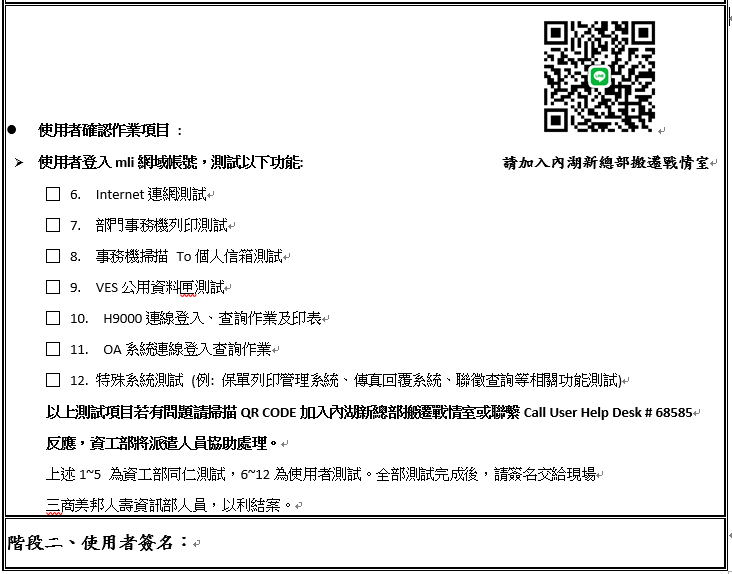 ● 使用者確認作業項目：
➢ 使用者登入 mli 網域帳號，測試以下功能:
請加入內湖新總部搬遷戰情室
□ 6. Internet 連網測試
□ 7. 部門事務機列印測試
□ 8. 事務機掃描 To 個人信箱測試
□ 9. VES 公用資料匣測試
□ 10. H9000 連線登入、查詢作業及印表
□ 11. OA 系統連線登入查詢作業
□ 12. 特殊系統測試 (例: 保單列印管理系統、傳真回覆系統、聯徵查詢等相關功能測試)
以上測試項目若有問題請掃描 QR CODE 加入內湖新總部搬遷戰情室或聯繫 Call User Help Desk # 68585
反應，資工部將派遣人員協助處理。
上述 1~5 為資工部同仁測試，6~12 為使用者測試。全部測試完成後，請簽名交給現場
三商美邦人壽資訊部人員，以利結案。
階段二、使用者簽名：